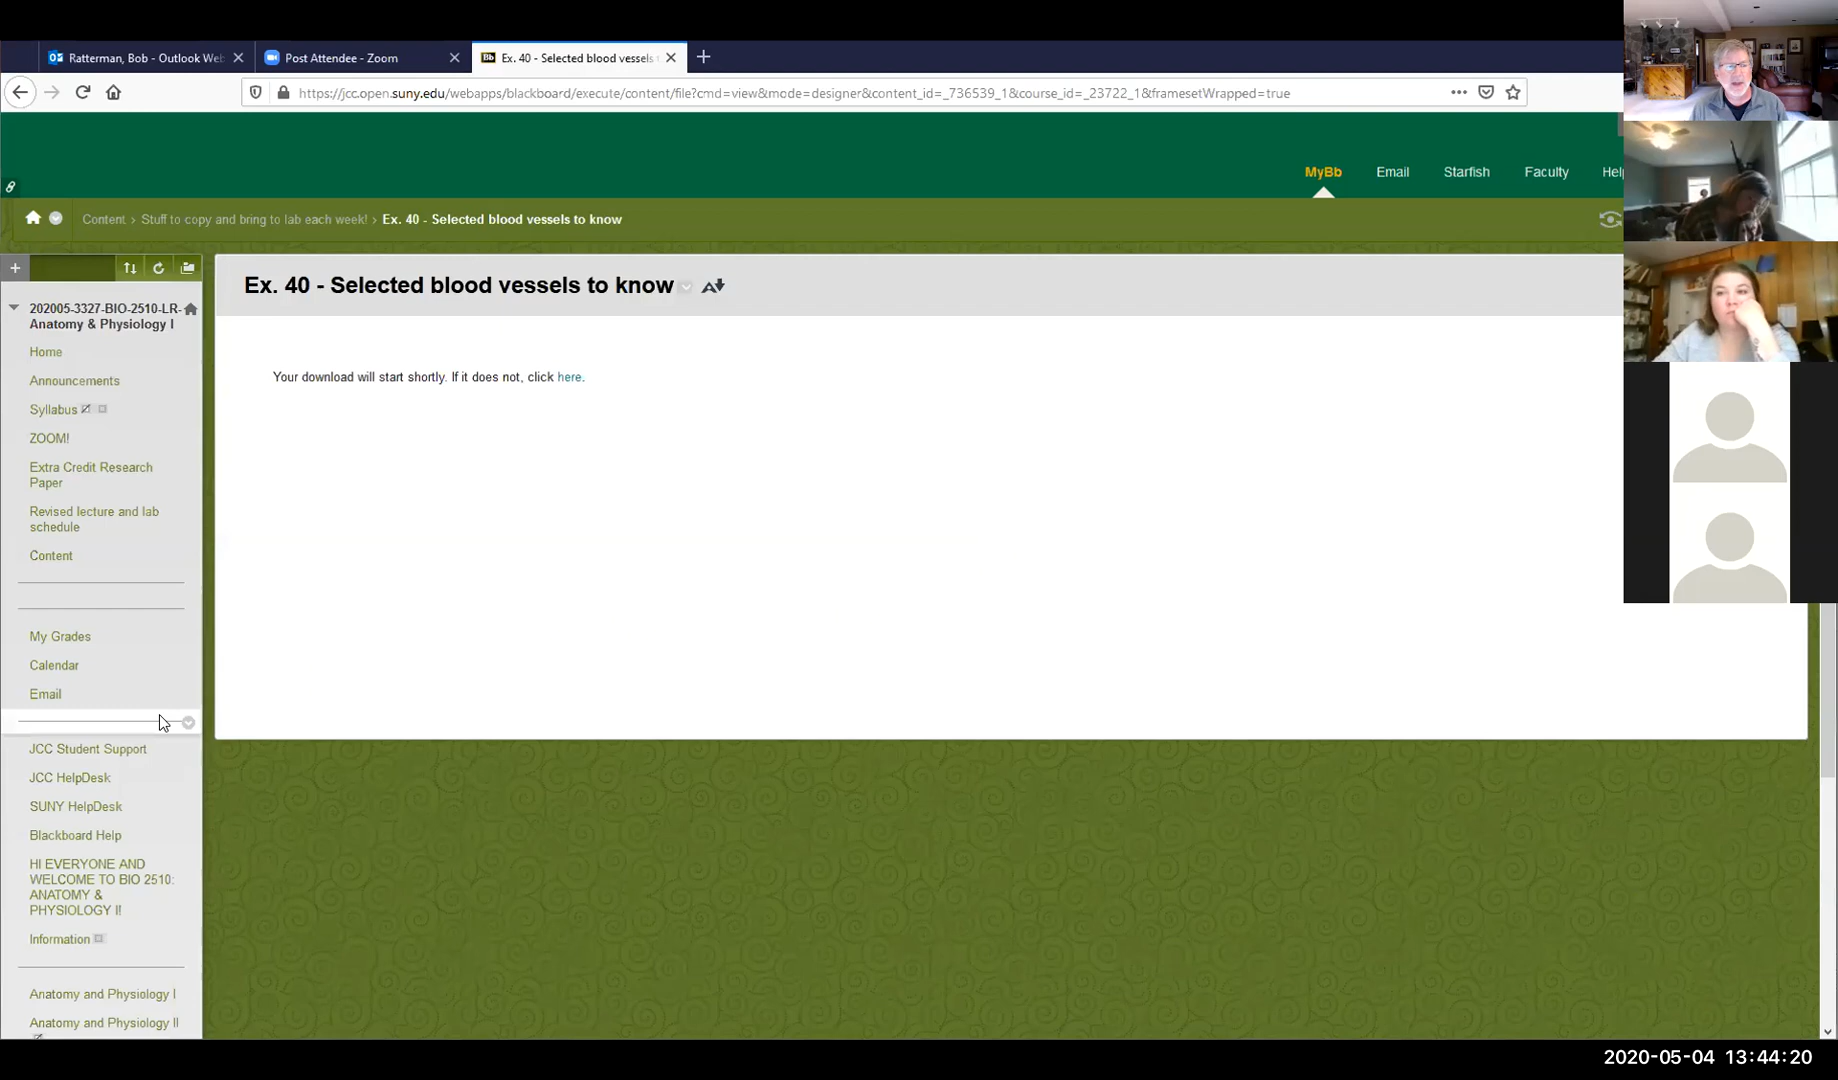 Ratterman, Bob - Outlook Web
Post Attendee - Zoom
Ex. 40 - Selected blood vessels
https://jcc.open.suny.edu/webapps/blackboard/execute/content/file?cmd=view&mode=designer&content_id=_736539_1&course_id=_23722_1&framesetWrapped=true
MyBb Email Starfish Faculty Help
Content > Stuff to copy and bring to lab each week! > Ex. 40 - Selected blood vessels to know
Ex. 40 - Selected blood vessels to know
Your download will start shortly. If it does not, click here.
202005-3327-BIO-2510-LR-
Anatomy & Physiology I
Home
Announcements
Syllabus
ZOOM!
Extra Credit Research
Paper
Revised lecture and lab
schedule
Content
My Grades
Calendar
Email
JCC Student Support
JCC HelpDesk
SUNY HelpDesk
Blackboard Help
HI EVERYONE AND
WELCOME TO BIO 2510:
ANATOMY &
PHYSIOLOGY I!
Information
Anatomy and Physiology I
Anatomy and Physiology II
2020-05-04 13:44:20